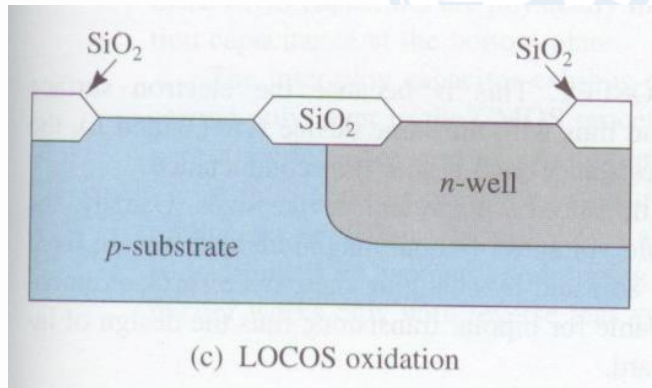 SiO₂
SiO₂
SiO₂
n-well
p-substrate
(c) LOCOS oxidation